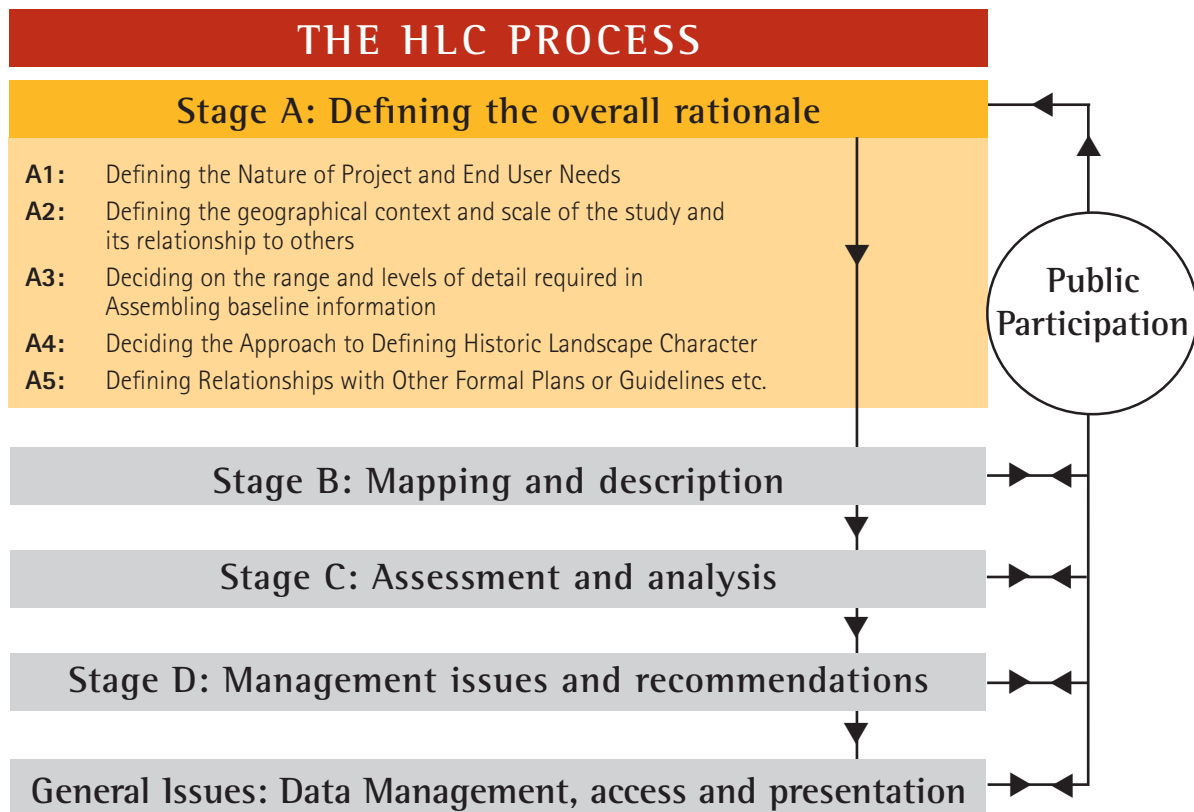 THE HLC PROCESS
Stage A: Defining the overall rationale
A1: Defining the Nature of Project and End User Needs
A2: Defining the geographical context and scale of the study and
its relationship to others
A3: Deciding on the range and levels of detail required in
Assembling baseline information
A4: Deciding the Approach to Defining Historic Landscape Character
A5: Defining Relationships with Other Formal Plans or Guidelines etc.
Public
Participation
Stage B: Mapping and description
Stage C: Assessment and analysis
Stage D: Management issues and recommendations
General Issues: Data Management, access and presentation